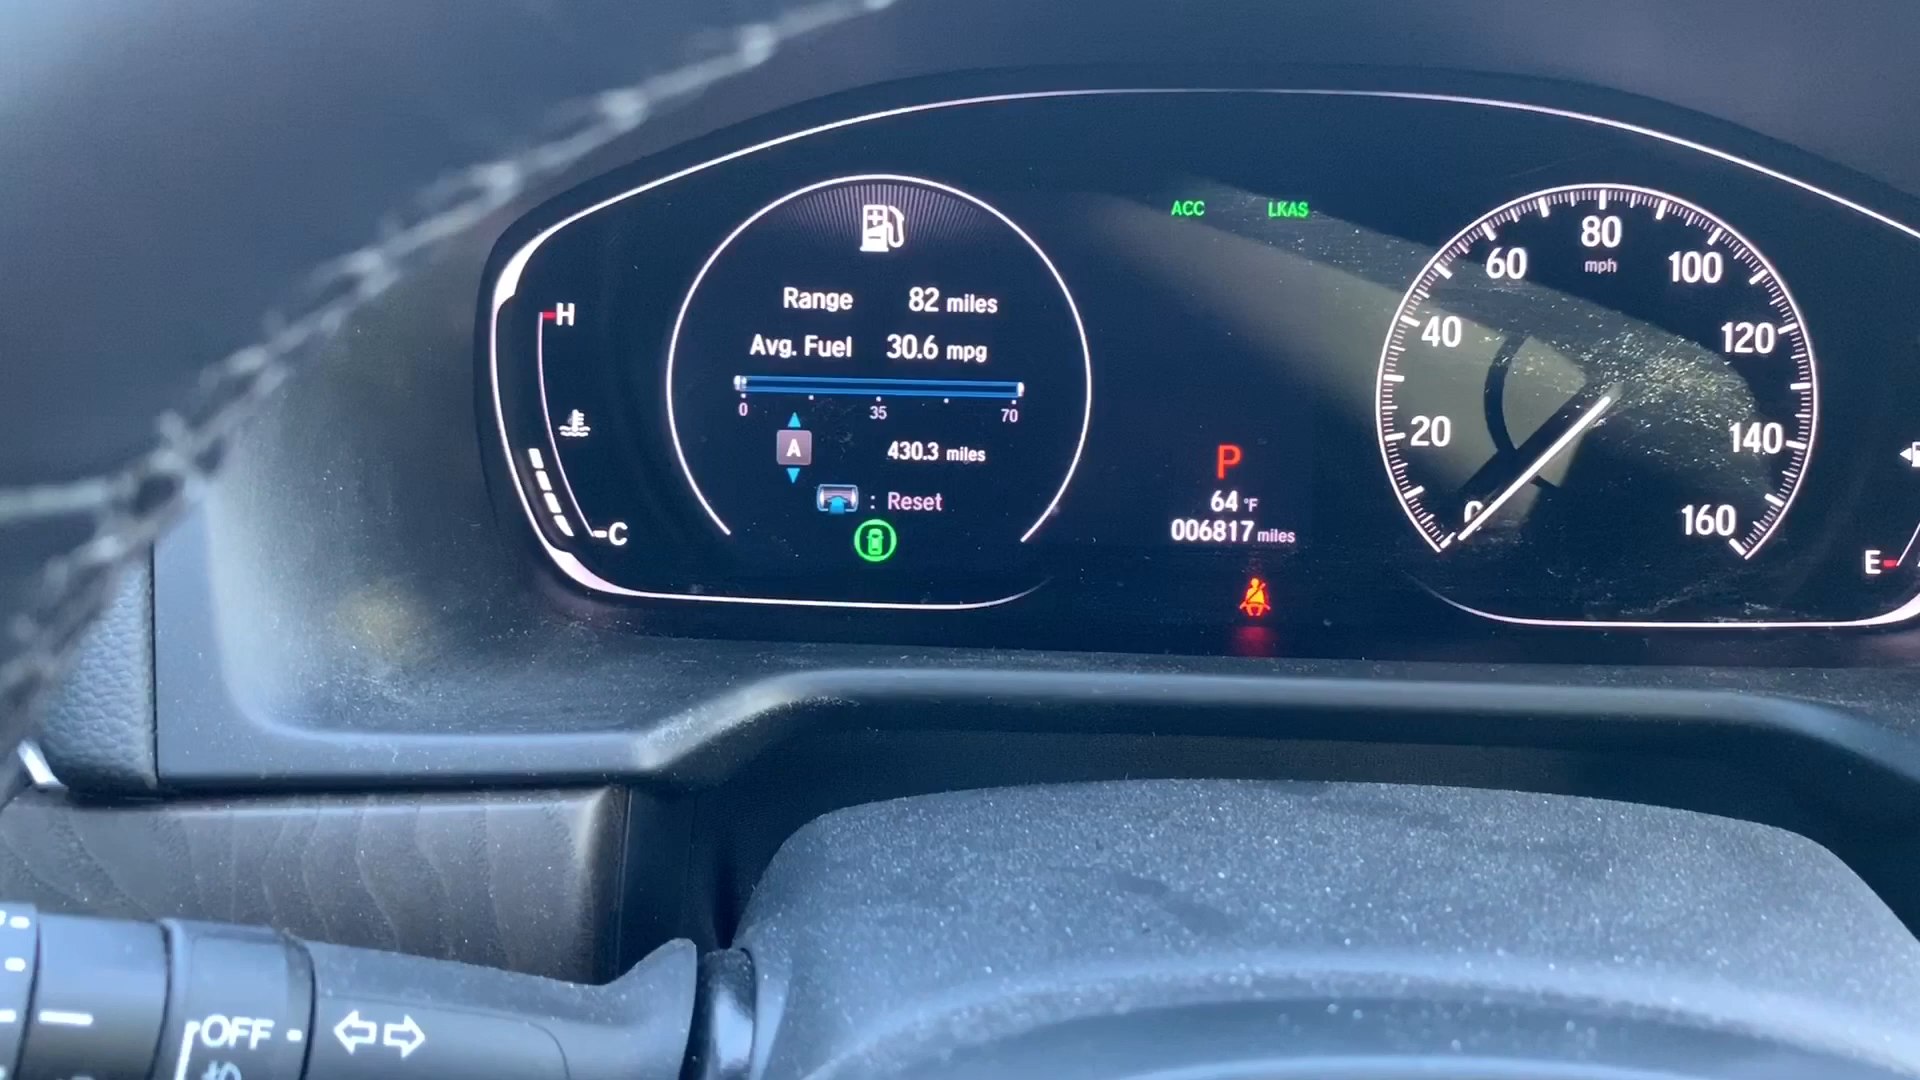 ACC LKAS
Range 82 miles
Avg. Fuel 30.6 mpg
0 35 70
A 430.3 miles
: Reset
H
C
P
64 °F
006817 miles
0 20 40 60 80 100 120 140 160
mph
E
OFF